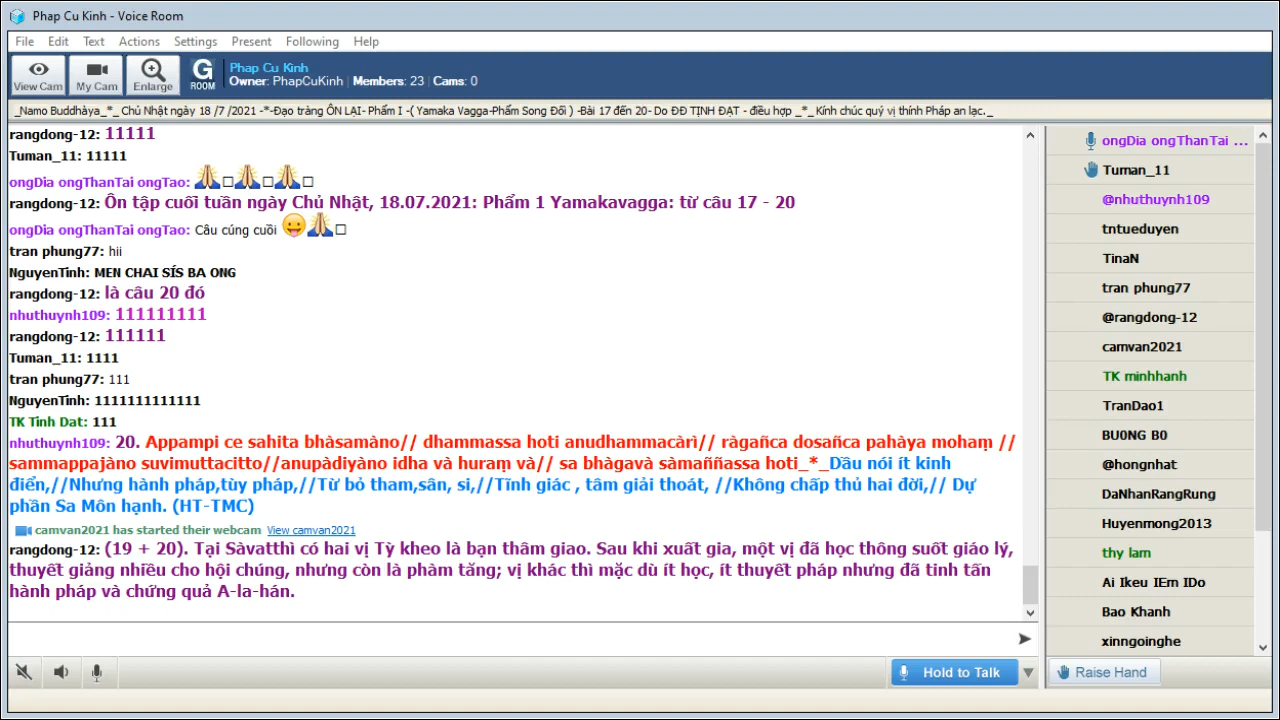 Phap Cu Kinh - Voice Room
File Edit Text Actions Settings Present Following Help
View Cam My Cam Enlarge G ROOM
Phap Cu Kinh
Owner: PhapCuKinh | Members: 23 | Cams: 0
_Namo Buddhàya_*_ Chủ Nhật ngày 18 /7 /2021 -*-Đạo tràng ÔN LẠI- Phẩm I -( Yamaka Vagga-Phẩm Song Đối ) -Bài 17 đến 20- Do ĐĐ TỊNH ĐẠT - điều hợp _*_ Kính chúc quý vị thính Pháp an lạc._
rangdong-12: 11111
Tuman_11: 11111
ongDia ongThanTai ongTao: 🙏□🙏□🙏□
rangdong-12: Ôn tập cuối tuần ngày Chủ Nhật, 18.07.2021: Phẩm 1 Yamakavagga: từ câu 17 - 20
ongDia ongThanTai ongTao: Câu cúng cuồi 😛🙏□
tran phung77: hii
NguyenTinh: MEN CHAI SÍS BA ONG
rangdong-12: là câu 20 đó
nhuthuynh109: 111111111
rangdong-12: 111111
Tuman_11: 1111
tran phung77: 111
NguyenTinh: 1111111111111
TK Tinh Dat: 111
nhuthuynh109: 20. Appampi ce sahita bhàsamàno// dhammassa hoti anudhammacàrì// ràgañca dosañca pahàya mohaṃ //
sammappajàno suvimuttacitto//anupàdiyàno idha và huraṃ và// sa bhàgavà sàmaññassa hoti_*_Dầu nói ít kinh
điển,//Nhưng hành pháp,tùy pháp,//Từ bỏ tham,sân, si,//Tĩnh giác , tâm giải thoát, //Không chấp thủ hai đời,// Dự
phần Sa Môn hạnh. (HT-TMC)
camvan2021 has started their webcam View camvan2021
rangdong-12: (19 + 20). Tại Sàvatthì có hai vị Tỳ kheo là bạn thâm giao. Sau khi xuất gia, một vị đã học thông suốt giáo lý,
thuyết giảng nhiều cho hội chúng, nhưng còn là phàm tăng; vị khác thì mặc dù ít học, ít thuyết pháp nhưng đã tinh tấn
hành pháp và chứng quả A-la-hán.
Hold to Talk
ongDia ongThanTai ...
Tuman_11
@nhuthuynh109
tntueduyen
TinaN
tran phung77
@rangdong-12
camvan2021
TK minhhanh
TranDao1
BU0NG B0
@hongnhat
DaNhanRangRung
Huyenmong2013
thy lam
Ai Ikeu IEm IDo
Bao Khanh
xinngoinghe
Raise Hand